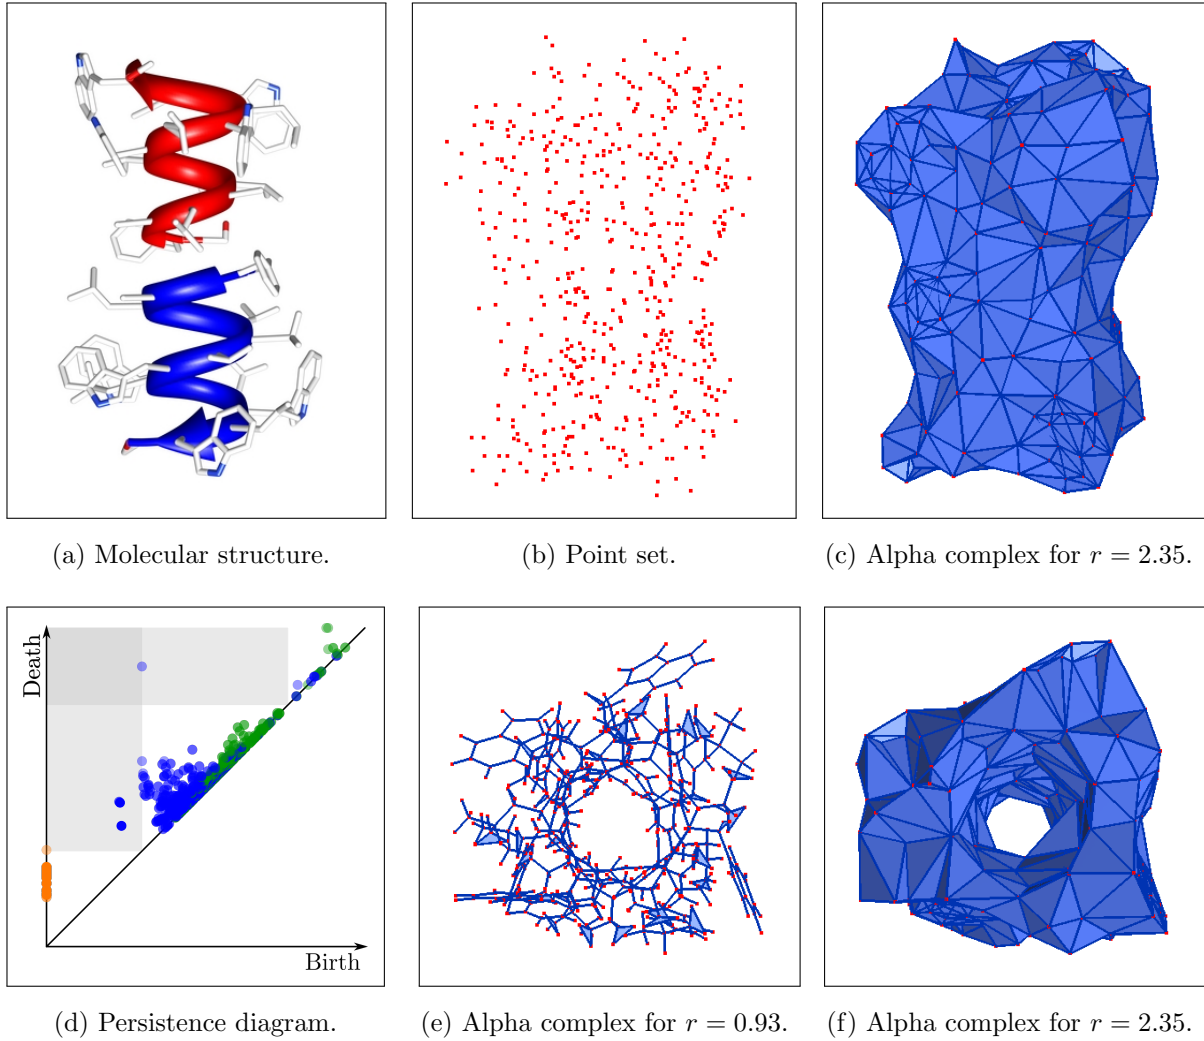 (a) Molecular structure.
(b) Point set.
(c) Alpha complex for r = 2.35.
Death
Birth
(d) Persistence diagram.
(e) Alpha complex for r = 0.93.
(f) Alpha complex for r = 2.35.